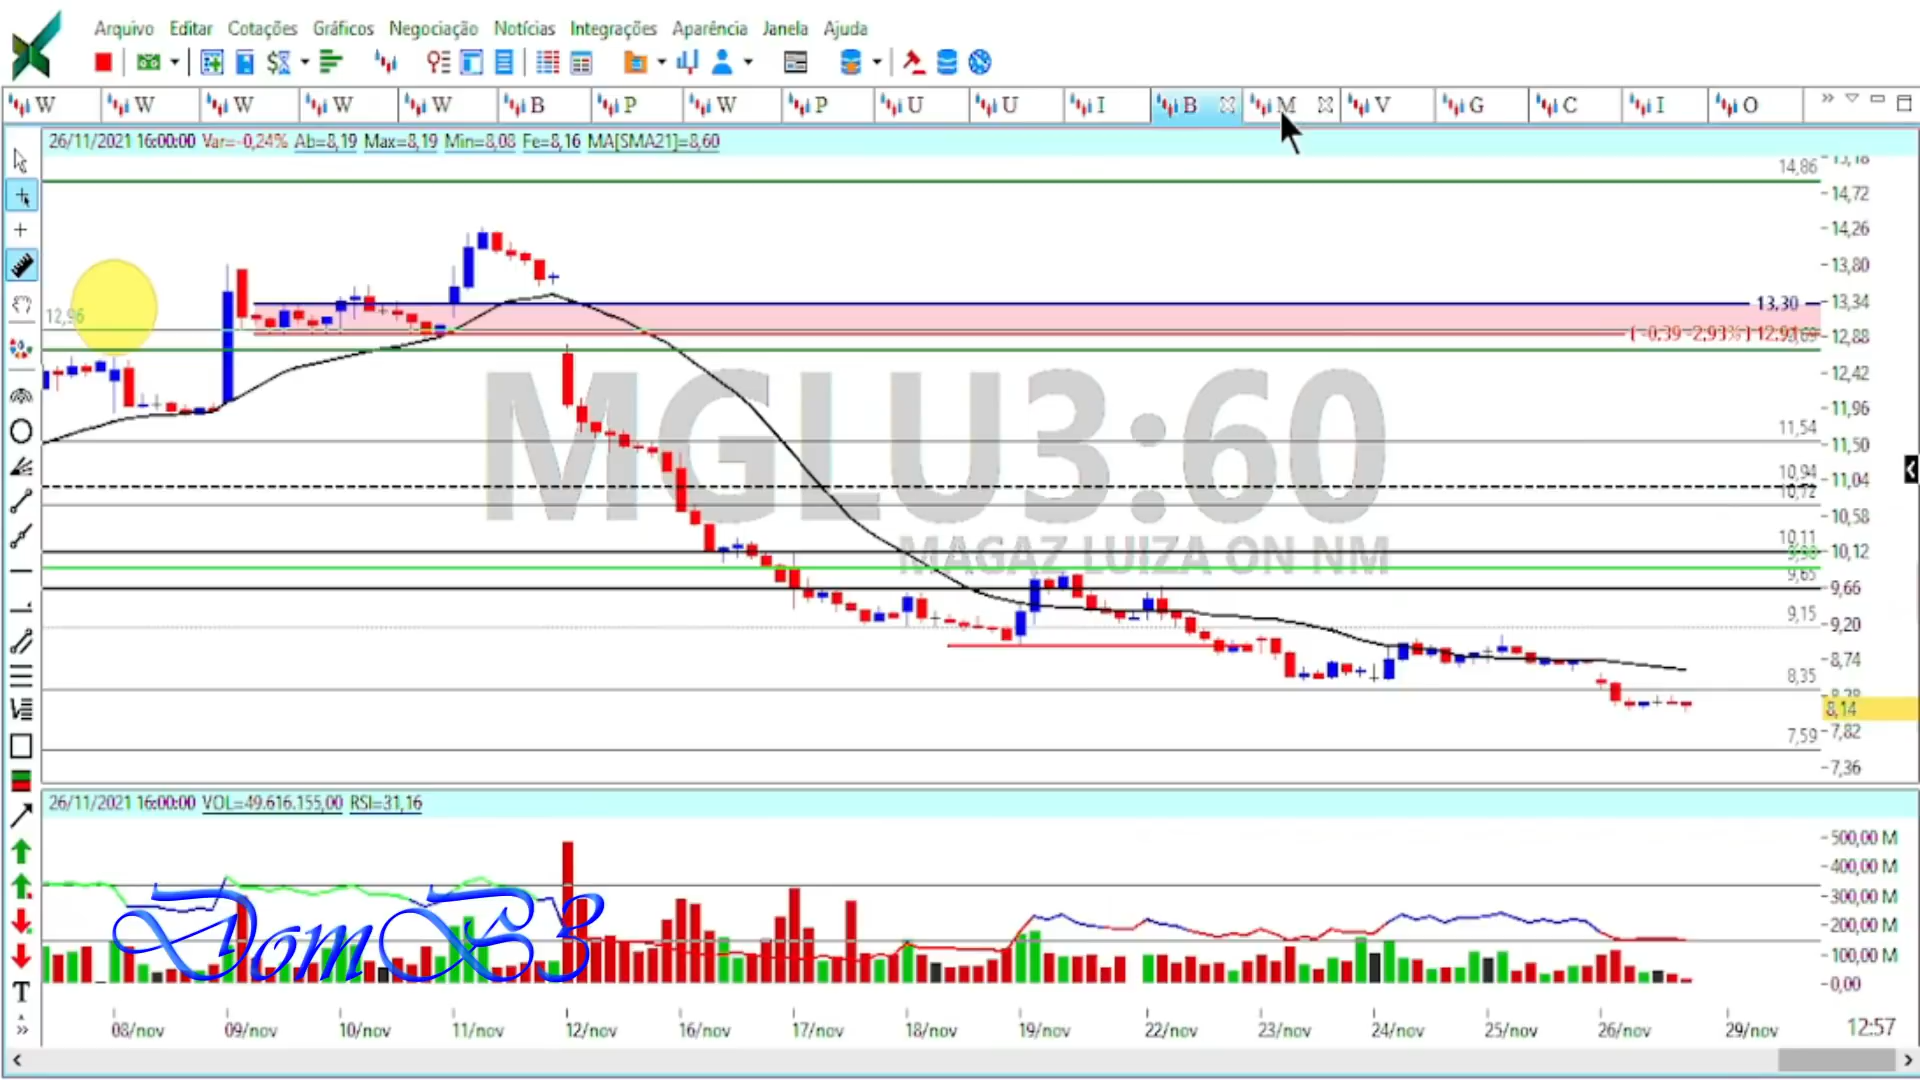 Arquivo Editar Cotações Gráficos Negociação Notícias Integrações Aparência Janela Ajuda
W W W W W B P W P U U I B M V G C I O
26/11/2021 16:00:00 Var=-0,24% Ab=8,19 Max=8,19 Min=8,08 Fe=8,16 MA[SMA21]=8,60
14,86
14,72
14,26
13,80
12,96
13,30
13,34
( -0,39 -2,93% ) 12,91
12,88
12,42
11,96
11,54
11,50
10,94
11,04
10,72
10,58
10,11
10,12
9,65
9,66
9,15
9,20
8,74
8,35
8,14
7,82
7,59
7,36
MGLU3:60
MAGAZ LUIZA ON NM
26/11/2021 16:00:00 VOL=49.616.155,00 RSI=31,16
500,00 M
400,00 M
300,00 M
200,00 M
100,00 M
0,00
DomB3
T
08/nov 09/nov 10/nov 11/nov 12/nov 16/nov 17/nov 18/nov 19/nov 22/nov 23/nov 24/nov 25/nov 26/nov 29/nov 12:57